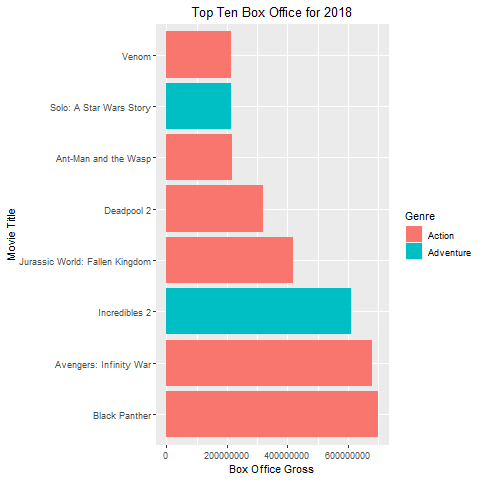 Top Ten Box Office for 2018
Movie Title
Venom
Solo: A Star Wars Story
Ant-Man and the Wasp
Deadpool 2
Jurassic World: Fallen Kingdom
Incredibles 2
Avengers: Infinity War
Black Panther
0 200000000 400000000 600000000
Box Office Gross
Genre
Action
Adventure